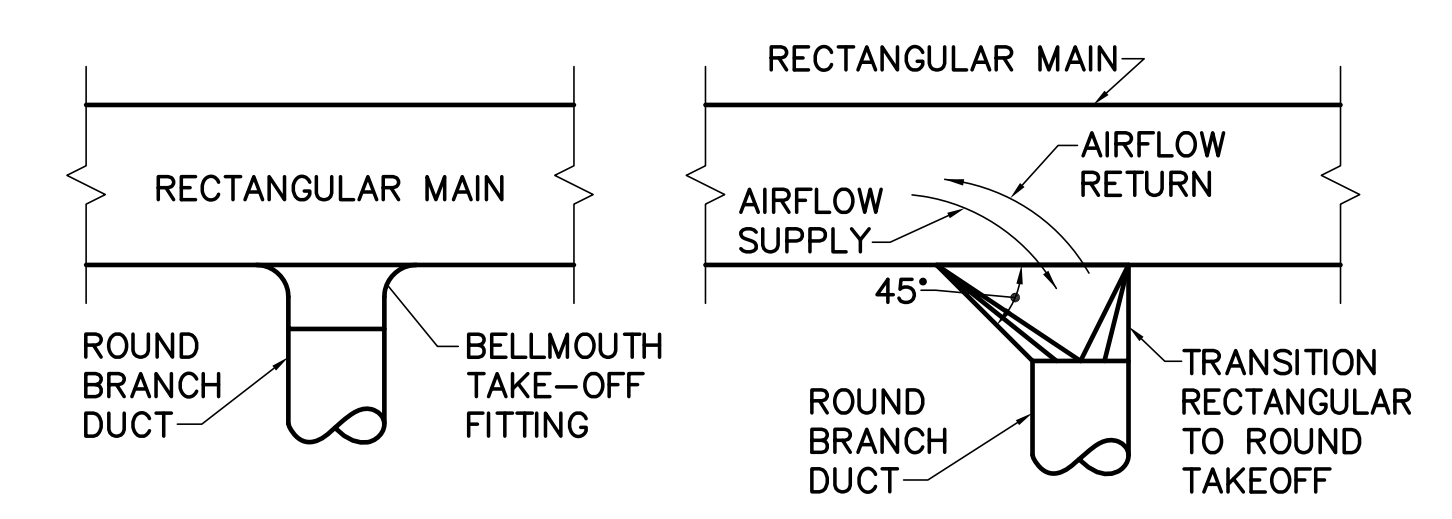 RECTANGULAR MAIN
ROUND
BRANCH
DUCT
BELLMOUTH
TAKE-OFF
FITTING
RECTANGULAR MAIN
AIRFLOW
RETURN
AIRFLOW
SUPPLY
45°
ROUND
BRANCH
DUCT
TRANSITION
RECTANGULAR
TO ROUND
TAKEOFF